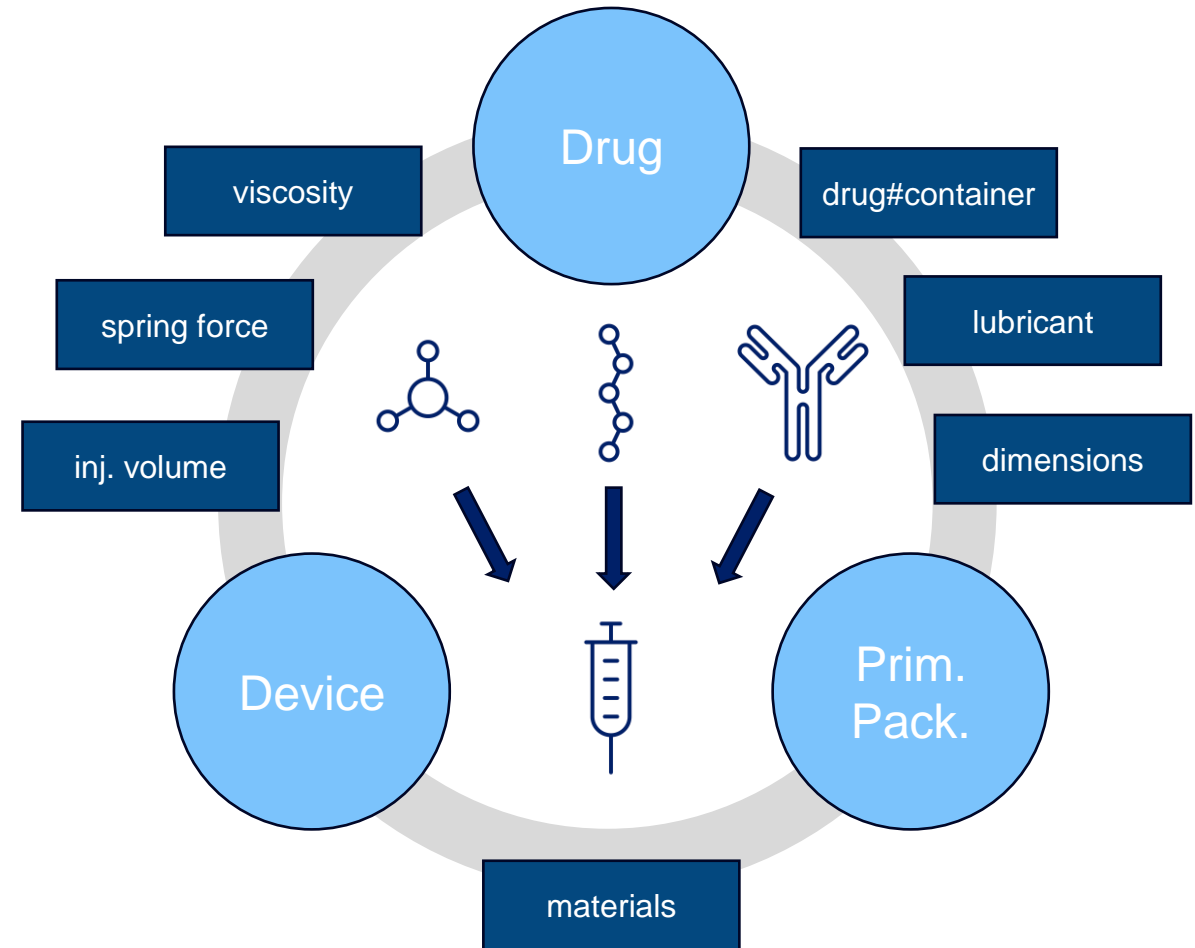 Drug
viscosity
drug#container
spring force
lubricant
inj. volume
dimensions
Device
Prim.
Pack.
materials